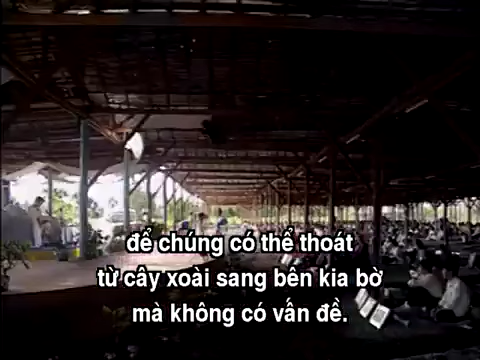 để chúng có thể thoát
từ cây xoài sang bên kia bờ
mà không có vấn đề.